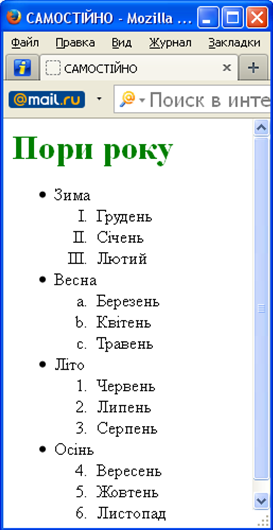 САМОСТІЙНО - Mozilla ...
Файл Правка Вид Журнал Закладки
САМОСТІЙНО
@mail.ru Поиск в инте
Пори року
• Зима
I. Грудень
II. Січень
III. Лютий
• Весна
a. Березень
b. Квітень
c. Травень
• Літо
1. Червень
2. Липень
3. Серпень
• Осінь
4. Вересень
5. Жовтень
6. Листопад